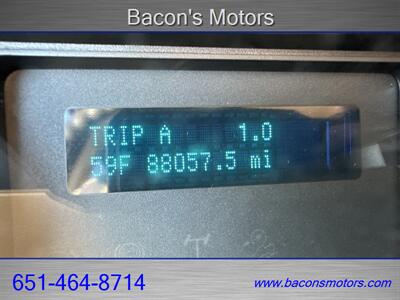 Bacon's Motors
TRIP A 1.0
59F 88057.5 mi
651-464-8714
www.baconsmotors.com